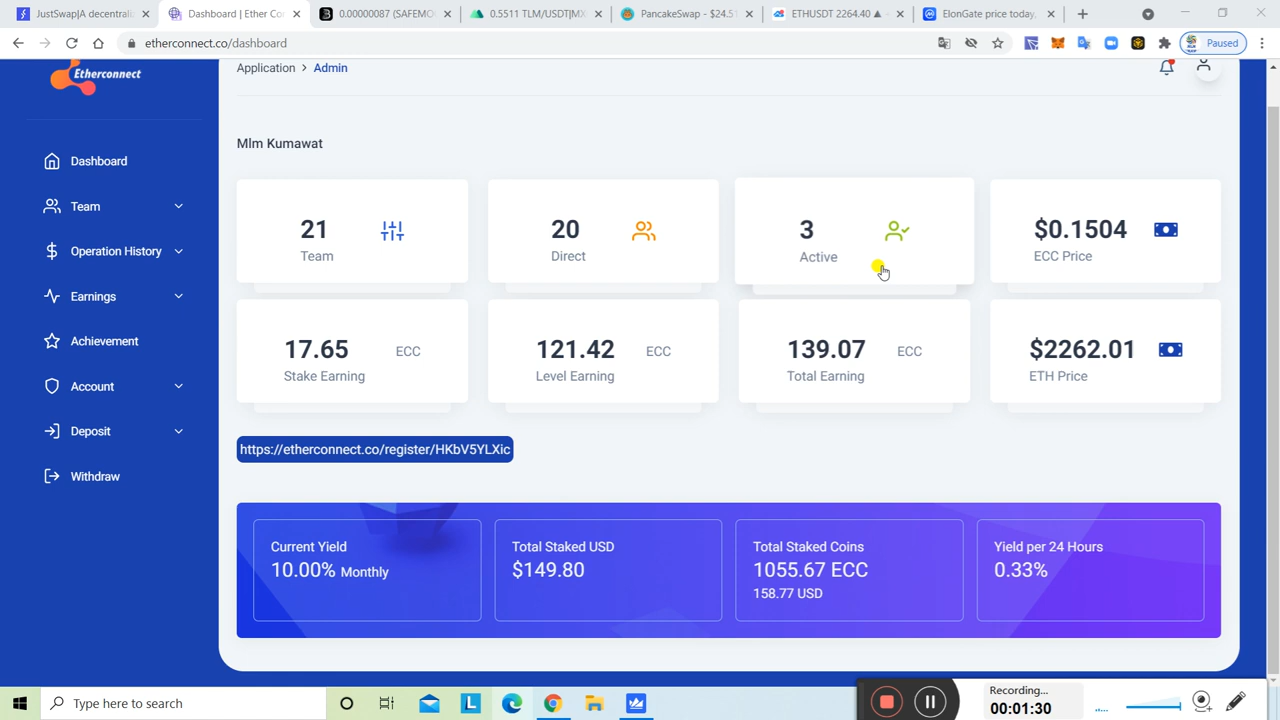 JustSwap|A decentrali
Dashboard | Ether Co
0.00000087 (SAFEMO
0.5511 TLM/USDT|MX
PancakeSwap - $24.51
ETHUSDT 2264.40 ▲
ElonGate price today,
etherconnect.co/dashboard
Paused
Etherconnect
Application > Admin
Dashboard
Team
Operation History
Earnings
Achievement
Account
Deposit
Withdraw
Mlm Kumawat
21
Team
20
Direct
3
Active
$0.1504
ECC Price
17.65 ECC
Stake Earning
121.42 ECC
Level Earning
139.07 ECC
Total Earning
$2262.01
ETH Price
https://etherconnect.co/register/HKbV5YLXic
Current Yield
10.00% Monthly
Total Staked USD
$149.80
Total Staked Coins
1055.67 ECC
158.77 USD
Yield per 24 Hours
0.33%
Type here to search
L
Recording...
00:01:30